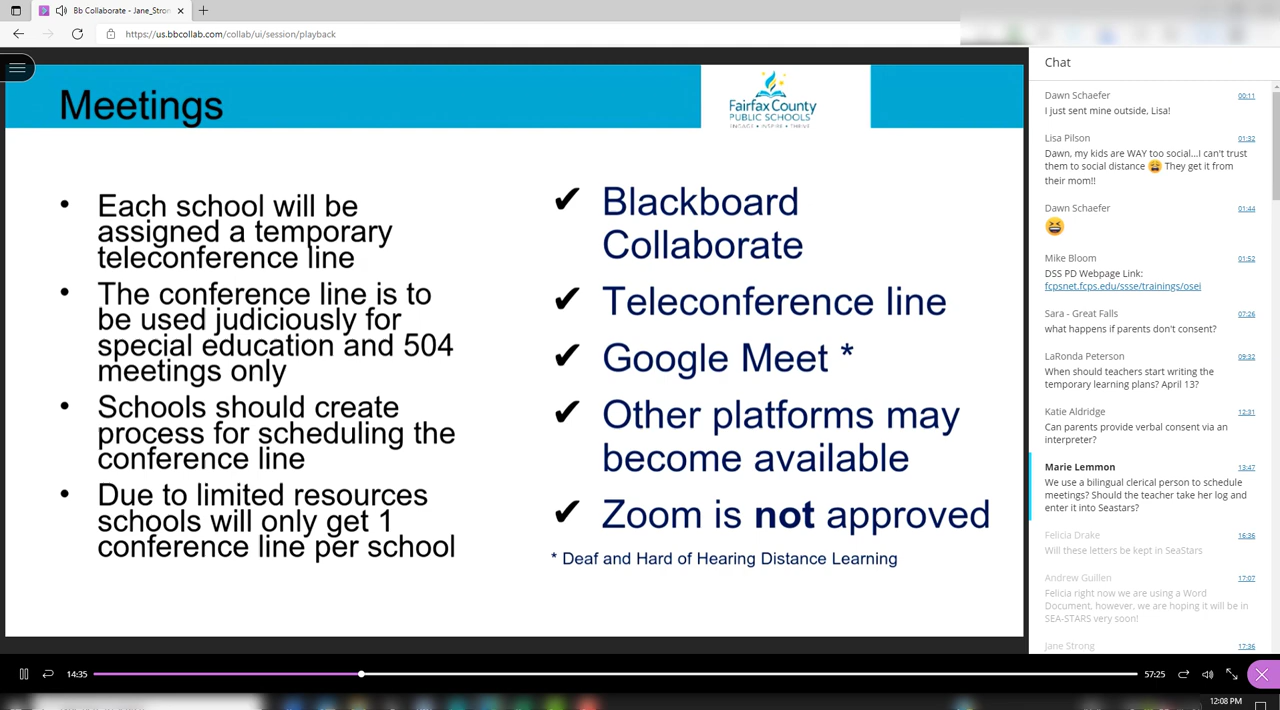 Bb Collaborate - Jane_Stron
https://us.bbcollab.com/collab/ui/session/playback
Meetings
Fairfax County
PUBLIC SCHOOLS
ENGAGE • INSPIRE • THRIVE
• Each school will be
assigned a temporary
teleconference line
• The conference line is to
be used judiciously for
special education and 504
meetings only
• Schools should create
process for scheduling the
conference line
• Due to limited resources
schools will only get 1
conference line per school
✔ Blackboard
Collaborate
✔ Teleconference line
✔ Google Meet *
✔ Other platforms may
become available
✔ Zoom is not approved
* Deaf and Hard of Hearing Distance Learning
Chat
Dawn Schaefer 00:11
I just sent mine outside, Lisa!
Lisa Pilson 01:32
Dawn, my kids are WAY too social...I can't trust
them to social distance 😫 They get it from
their mom!!
Dawn Schaefer 01:44
😆
Mike Bloom 01:52
DSS PD Webpage Link:
fcpsnet.fcps.edu/ssse/trainings/osei
Sara - Great Falls 07:26
what happens if parents don't consent?
LaRonda Peterson 09:32
When should teachers start writing the
temporary learning plans? April 13?
Katie Aldridge 12:31
Can parents provide verbal consent via an
interpreter?
Marie Lemmon 13:47
We use a bilingual clerical person to schedule
meetings? Should the teacher take her log and
enter it into Seastars?
Felicia Drake 16:36
Will these letters be kept in SeaStars
Andrew Guillen 17:07
Felicia right now we are using a Word
Document, however, we are hoping it will be in
SEA-STARS very soon!
Jane Strong 17:36
14:35
57:25
12:08 PM